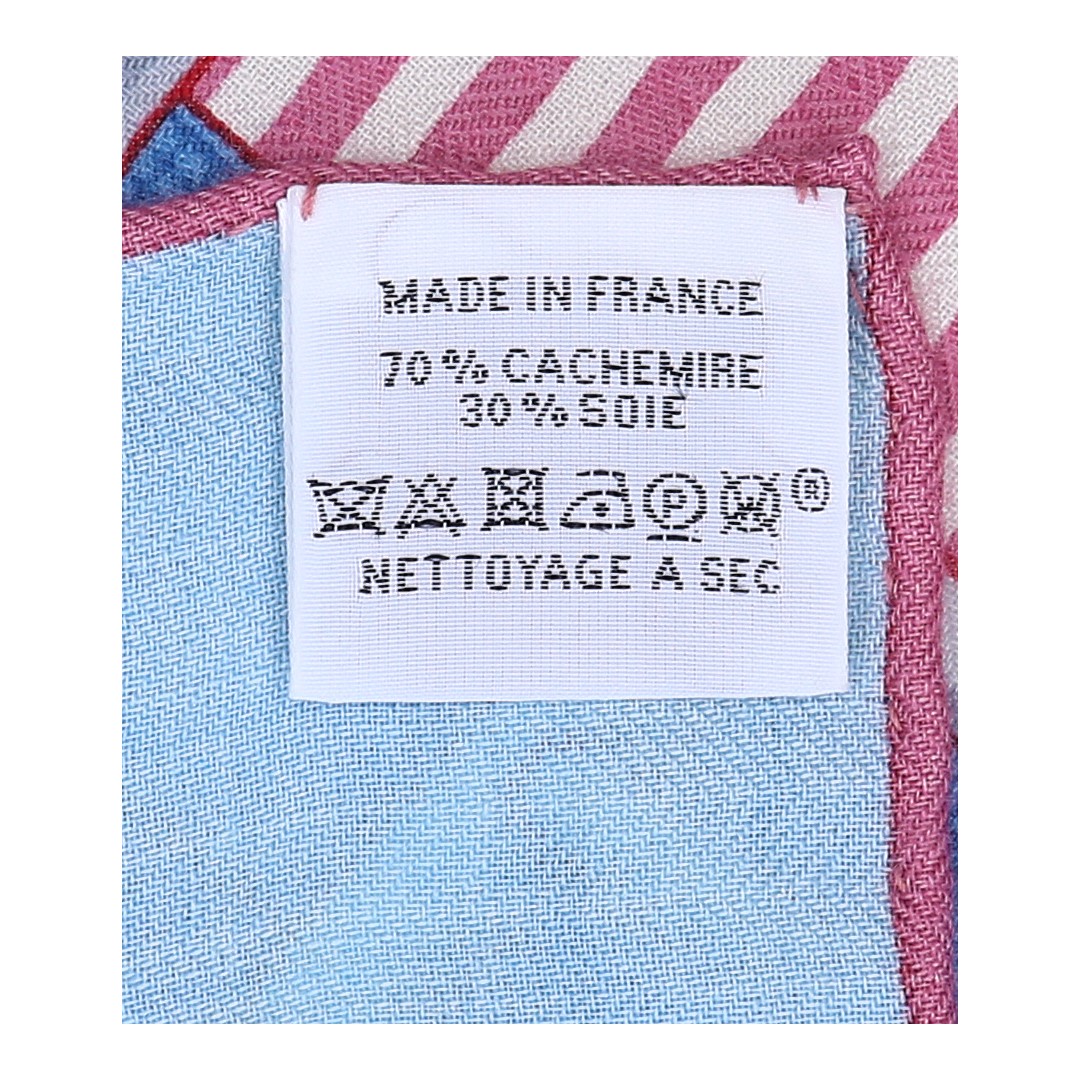 MADE IN FRANCE
70% CACHEMIRE
30% SOIE
P ®
NETTOYAGE A SEC